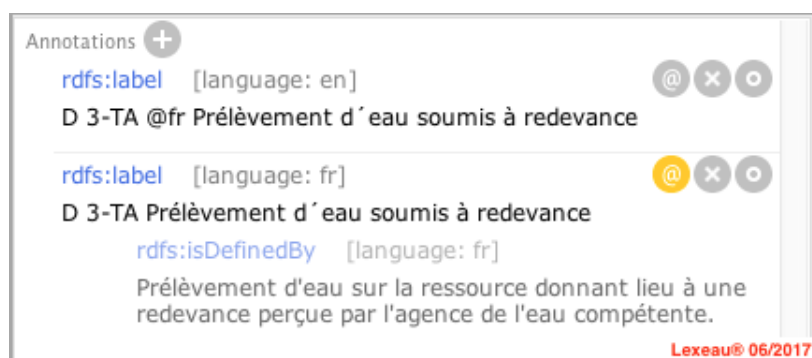 Annotations +
rdfs:label [language: en] @ × o
D 3-TA @fr Prélèvement d´eau soumis à redevance
rdfs:label [language: fr] @ × o
D 3-TA Prélèvement d´eau soumis à redevance
rdfs:isDefinedBy [language: fr]
Prélèvement d'eau sur la ressource donnant lieu à une
redevance perçue par l'agence de l'eau compétente.
Lexeau® 06/2017